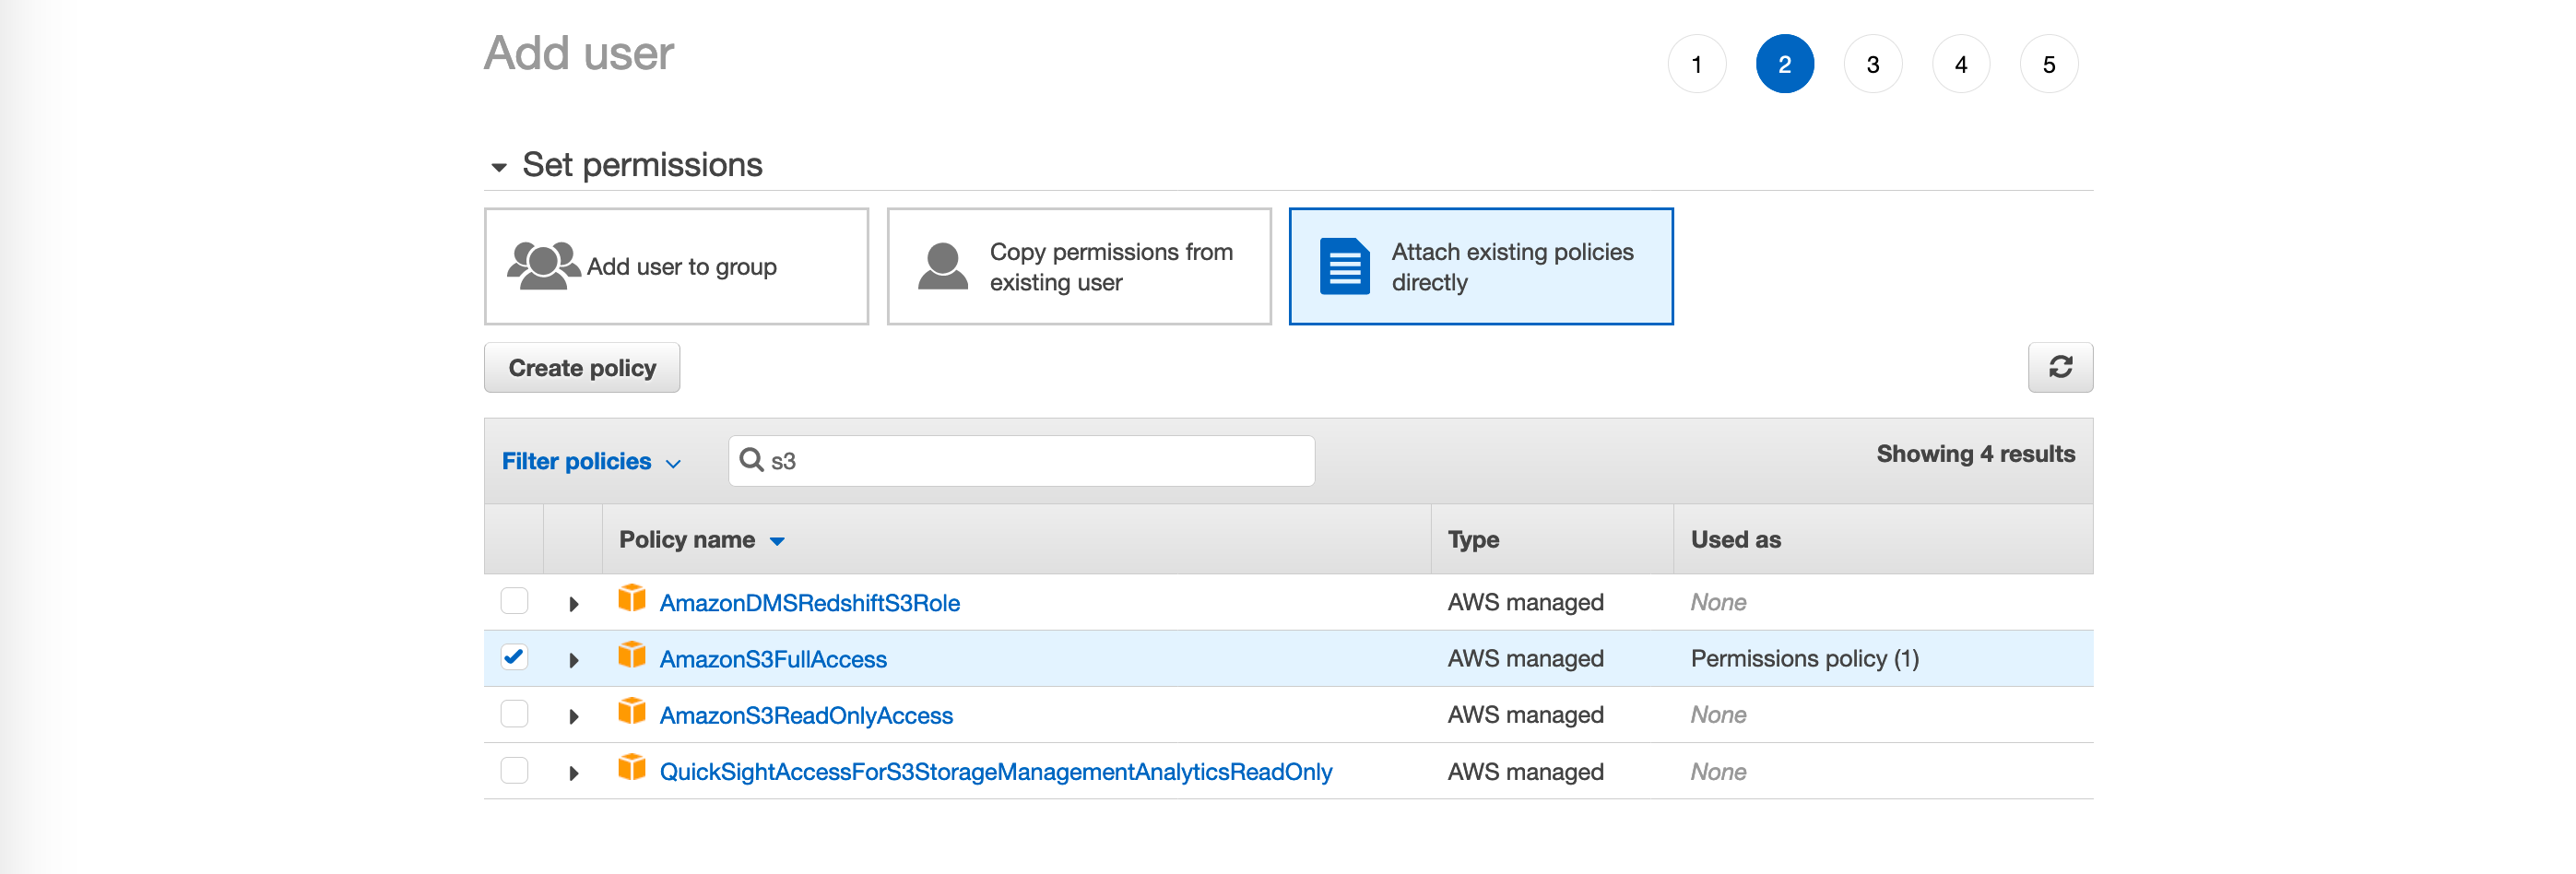 Add user
1 2 3 4 5
Set permissions
Add user to group
Copy permissions from
existing user
Attach existing policies
directly
Create policy
Filter policies
s3
Showing 4 results
Policy name Type Used as
AmazonDMSRedshiftS3Role AWS managed None
AmazonS3FullAccess AWS managed Permissions policy (1)
AmazonS3ReadOnlyAccess AWS managed None
QuickSightAccessForS3StorageManagementAnalyticsReadOnly AWS managed None